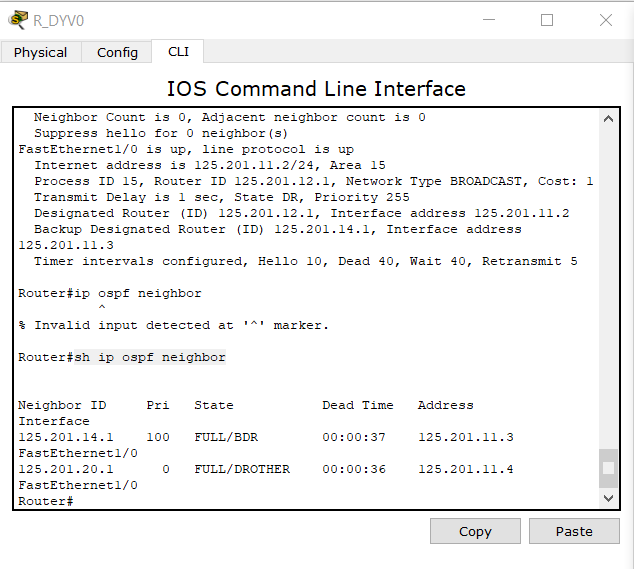 R_DYV0
Physical Config CLI
IOS Command Line Interface
Neighbor Count is 0, Adjacent neighbor count is 0
Suppress hello for 0 neighbor(s)
FastEthernet1/0 is up, line protocol is up
Internet address is 125.201.11.2/24, Area 15
Process ID 15, Router ID 125.201.12.1, Network Type BROADCAST, Cost: 1
Transmit Delay is 1 sec, State DR, Priority 255
Designated Router (ID) 125.201.12.1, Interface address 125.201.11.2
Backup Designated Router (ID) 125.201.14.1, Interface address
125.201.11.3
Timer intervals configured, Hello 10, Dead 40, Wait 40, Retransmit 5
Router#ip ospf neighbor
^
% Invalid input detected at '^' marker.
Router#sh ip ospf neighbor
Neighbor ID Pri State Dead Time Address
Interface
125.201.14.1 100 FULL/BDR 00:00:37 125.201.11.3
FastEthernet1/0
125.201.20.1 0 FULL/DROTHER 00:00:36 125.201.11.4
FastEthernet1/0
Router#
Copy Paste